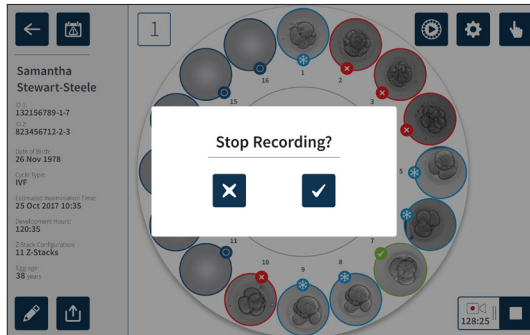 1
Samantha
Stewart-Steele
ID 1:
132156789-1-7
ID 2:
823456712-2-3
Date of Birth:
26 Nov 1978
Cycle Type:
IVF
Estimated Insemination Time:
25 Oct 2017 10:35
Development Hours:
120:35
Z-Stack Configuration:
11 Z-Stacks
Egg age:
38 years
16
1
2
15
3
Stop Recording?
5
11
7
10
9
8
128:25